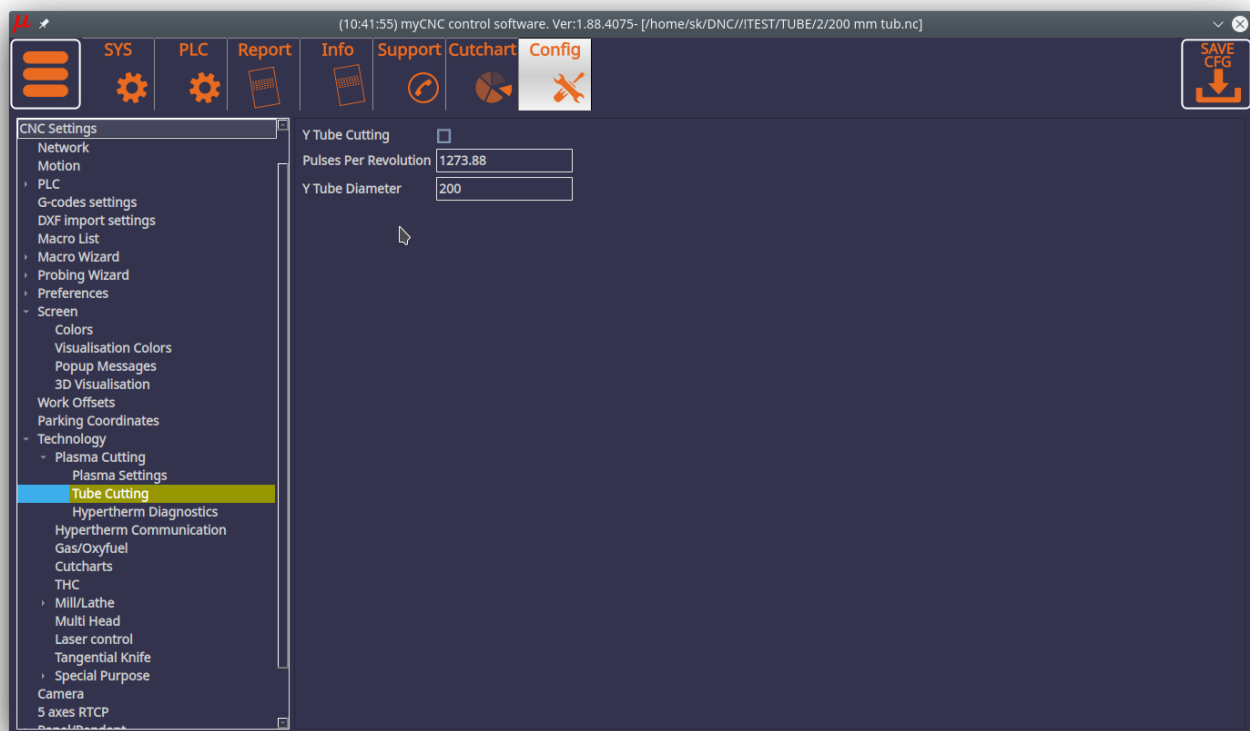 μ (10:41:55) myCNC control software. Ver:1.88.4075- [/home/sk/DNC//!TEST/TUBE/2/200 mm tub.nc]
SYS PLC Report Info Support Cutchart Config SAVE CFG
CNC Settings
Network
Motion
PLC
G-codes settings
DXF import settings
Macro List
Macro Wizard
Probing Wizard
Preferences
Screen
Colors
Visualisation Colors
Popup Messages
3D Visualisation
Work Offsets
Parking Coordinates
Technology
Plasma Cutting
Plasma Settings
Tube Cutting
Hypertherm Diagnostics
Hypertherm Communication
Gas/Oxyfuel
Cutcharts
THC
Mill/Lathe
Multi Head
Laser control
Tangential Knife
Special Purpose
Camera
5 axes RTCP
Panel/Pendant
Y Tube Cutting
Pulses Per Revolution 1273.88
Y Tube Diameter 200